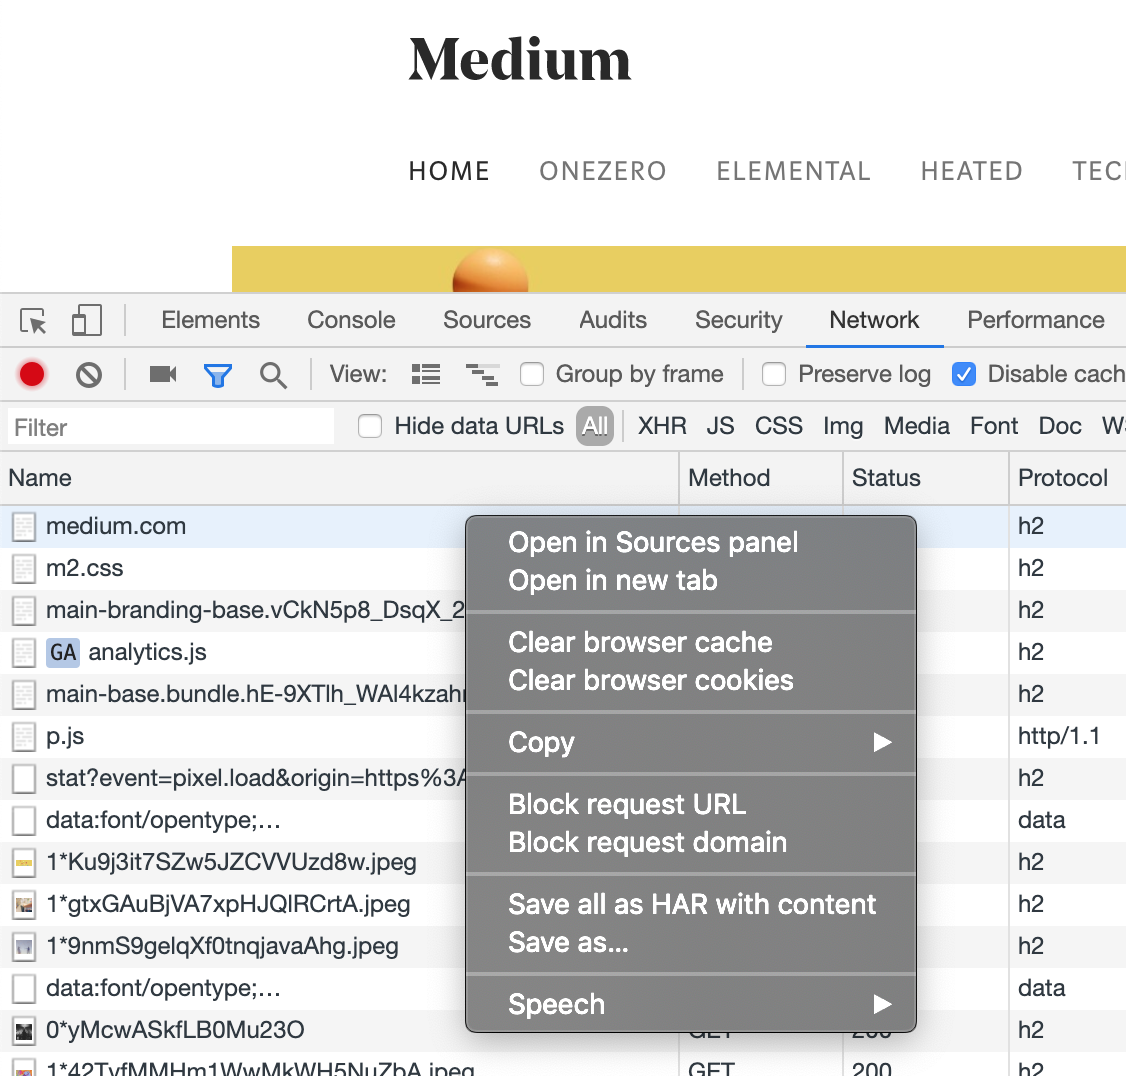 Medium
HOME ONEZERO ELEMENTAL HEATED TEC
Elements Console Sources Audits Security Network Performance
View: Group by frame Preserve log Disable cach
Filter Hide data URLs All XHR JS CSS Img Media Font Doc
Name Method Status Protocol
medium.com h2
m2.css h2
main-branding-base.vCkN5p8_DsqX_2 h2
GA analytics.js h2
main-base.bundle.hE-9XTlh_WAl4kzahr h2
p.js http/1.1
stat?event=pixel.load&origin=https%3A h2
data:font/opentype;… data
1*Ku9j3it7SZw5JZCVVUzd8w.jpeg h2
1*gtxGAuBjVA7xpHJQlRCrtA.jpeg h2
1*9nmS9gelqXf0tnqjavaAhg.jpeg h2
data:font/opentype;… data
0*yMcwASkfLB0Mu23O GET 200 h2
1*42TvfMMHm1WwMkWH5NuZbA.jpeg GET 200 h2
Open in Sources panel
Open in new tab
Clear browser cache
Clear browser cookies
Copy
Block request URL
Block request domain
Save all as HAR with content
Save as...
Speech